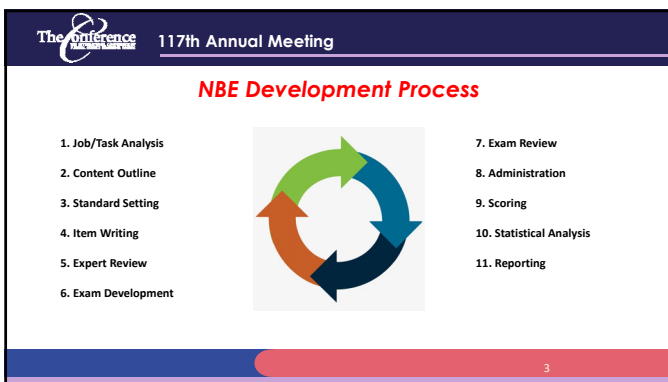 The Conference
117th Annual Meeting
NBE Development Process
1. Job/Task Analysis
2. Content Outline
3. Standard Setting
4. Item Writing
5. Expert Review
6. Exam Development
7. Exam Review
8. Administration
9. Scoring
10. Statistical Analysis
11. Reporting
3